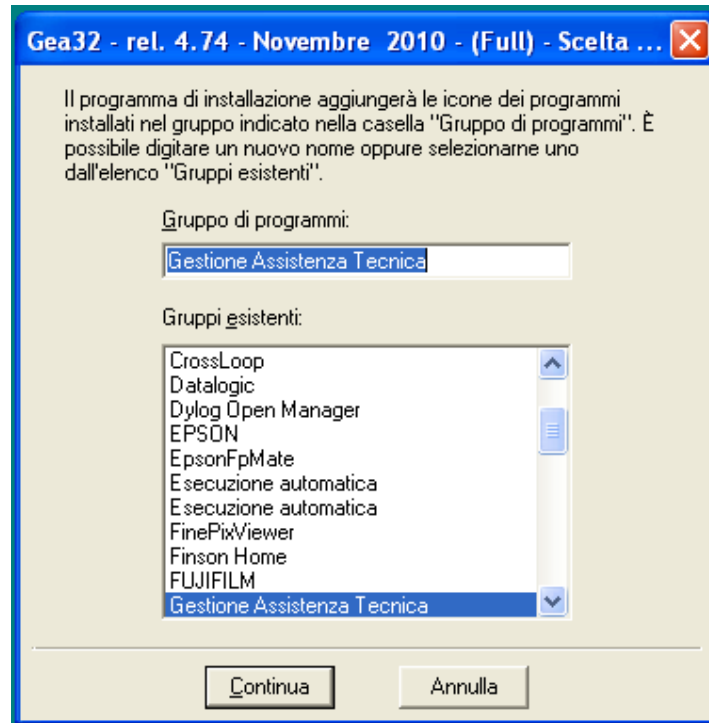 Gea32 - rel. 4.74 - Novembre  2010 - (Full) - Scelta ...
Il programma di installazione aggiungerà le icone dei programmi
installati nel gruppo indicato nella casella "Gruppo di programmi". È
possibile digitare un nuovo nome oppure selezionarne uno
dall'elenco "Gruppi esistenti".
Gruppo di programmi:
Gestione Assistenza Tecnica
Gruppi esistenti:
CrossLoop
Datalogic
Dylog Open Manager
EPSON
EpsonFpMate
Esecuzione automatica
Esecuzione automatica
FinePixViewer
Finson Home
FUJIFILM
Gestione Assistenza Tecnica
Continua
Annulla